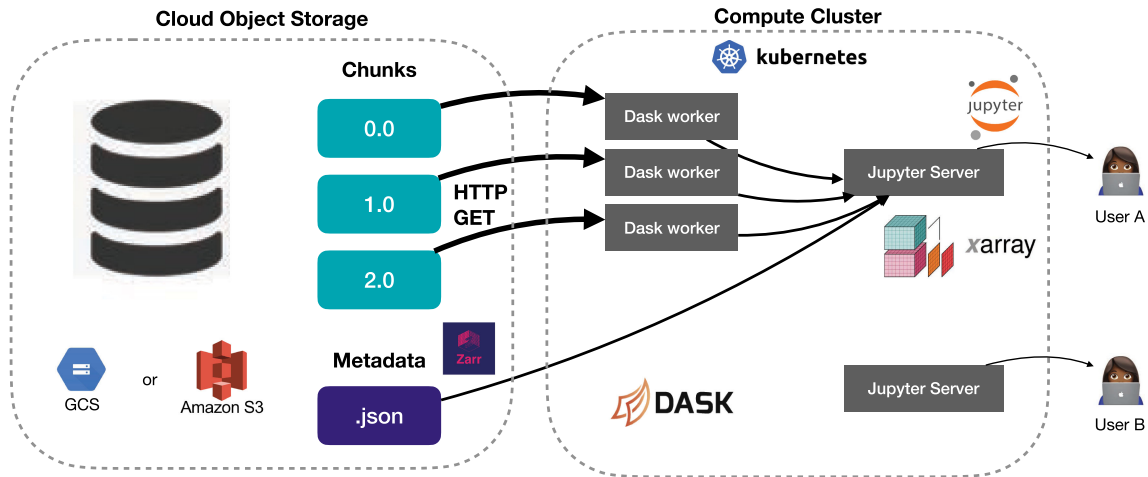 Cloud Object Storage
Compute Cluster
kubernetes
Chunks
jupyter
0.0
Dask worker
1.0
HTTP
GET
Dask worker
Jupyter Server
2.0
Dask worker
User A
xarray
Metadata
Zarr
.json
GCS
or
Amazon S3
DASK
Jupyter Server
User B